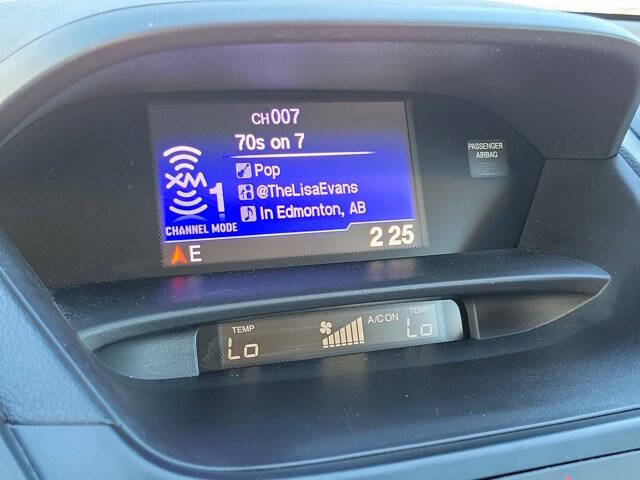 CH007
70s on 7
XM
Pop
1
@TheLisaEvans
In Edmonton, AB
CHANNEL MODE
E
2 25
PASSENGER
AIRBAG
TEMP
Lo
A/C ON
TEMP
Lo